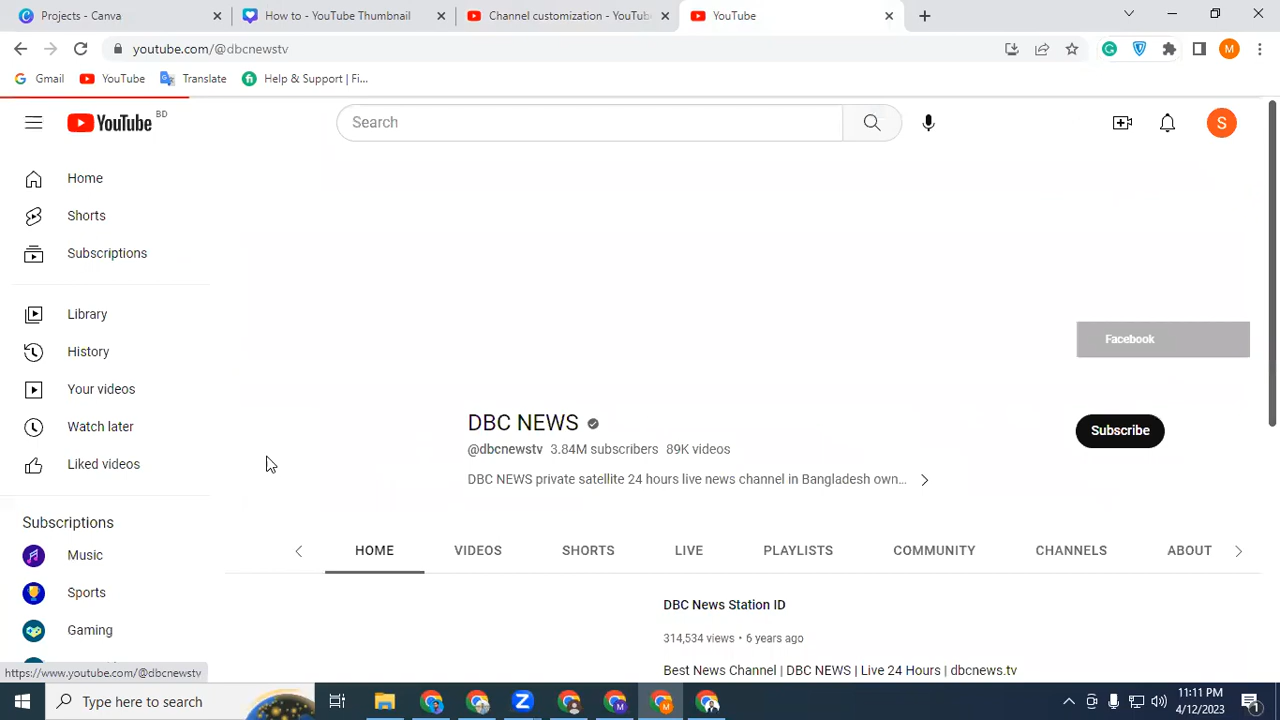 Projects - Canva
How to - YouTube Thumbnail
Channel customization - YouTub
YouTube
youtube.com/@dbcnewstv
M
Gmail
YouTube
Translate
Help & Support | Fi...
YouTube BD
Search
S
Home
Shorts
Subscriptions
Library
History
Your videos
Watch later
Liked videos
Subscriptions
Music
Sports
Gaming
Facebook
DBC NEWS
@dbcnewstv 3.84M subscribers 89K videos
DBC NEWS private satellite 24 hours live news channel in Bangladesh own...
Subscribe
HOME VIDEOS SHORTS LIVE PLAYLISTS COMMUNITY CHANNELS ABOUT
DBC News Station ID
314,534 views • 6 years ago
Best News Channel | DBC NEWS | Live 24 Hours | dbcnews.tv
https://www.youtube.com/@dbcnewstv
Type here to search
11:11 PM
4/12/2023
1